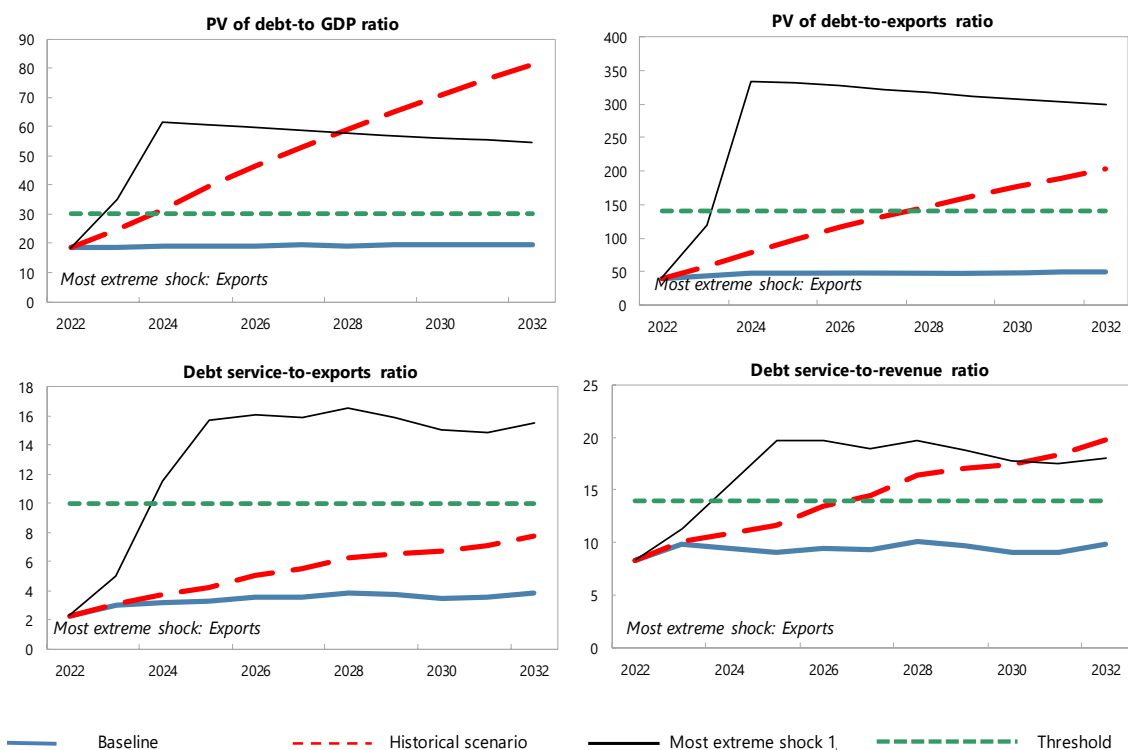 PV of debt-to GDP ratio
90
80
70
60
50
40
30
20
10
0
Most extreme shock: Exports
2022 2024 2026 2028 2030 2032
PV of debt-to-exports ratio
400
350
300
250
200
150
100
50
0
Most extreme shock: Exports
2022 2024 2026 2028 2030 2032
Debt service-to-exports ratio
18
16
14
12
10
8
6
4
2
0
Most extreme shock: Exports
2022 2024 2026 2028 2030 2032
Debt service-to-revenue ratio
25
20
15
10
5
0
Most extreme shock: Exports
2022 2024 2026 2028 2030 2032
Baseline Historical scenario Most extreme shock 1, Threshold